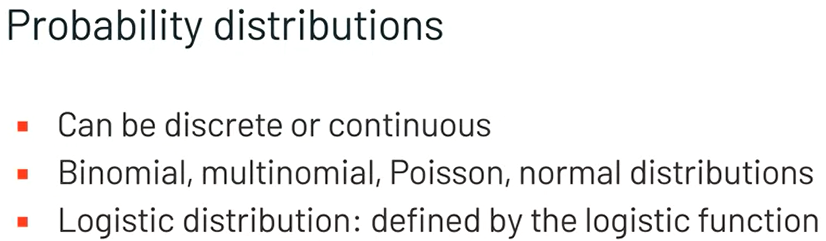 Probability distributions
Can be discrete or continuous
Binomial, multinomial, Poisson, normal distributions
Logistic distribution: defined by the logistic function